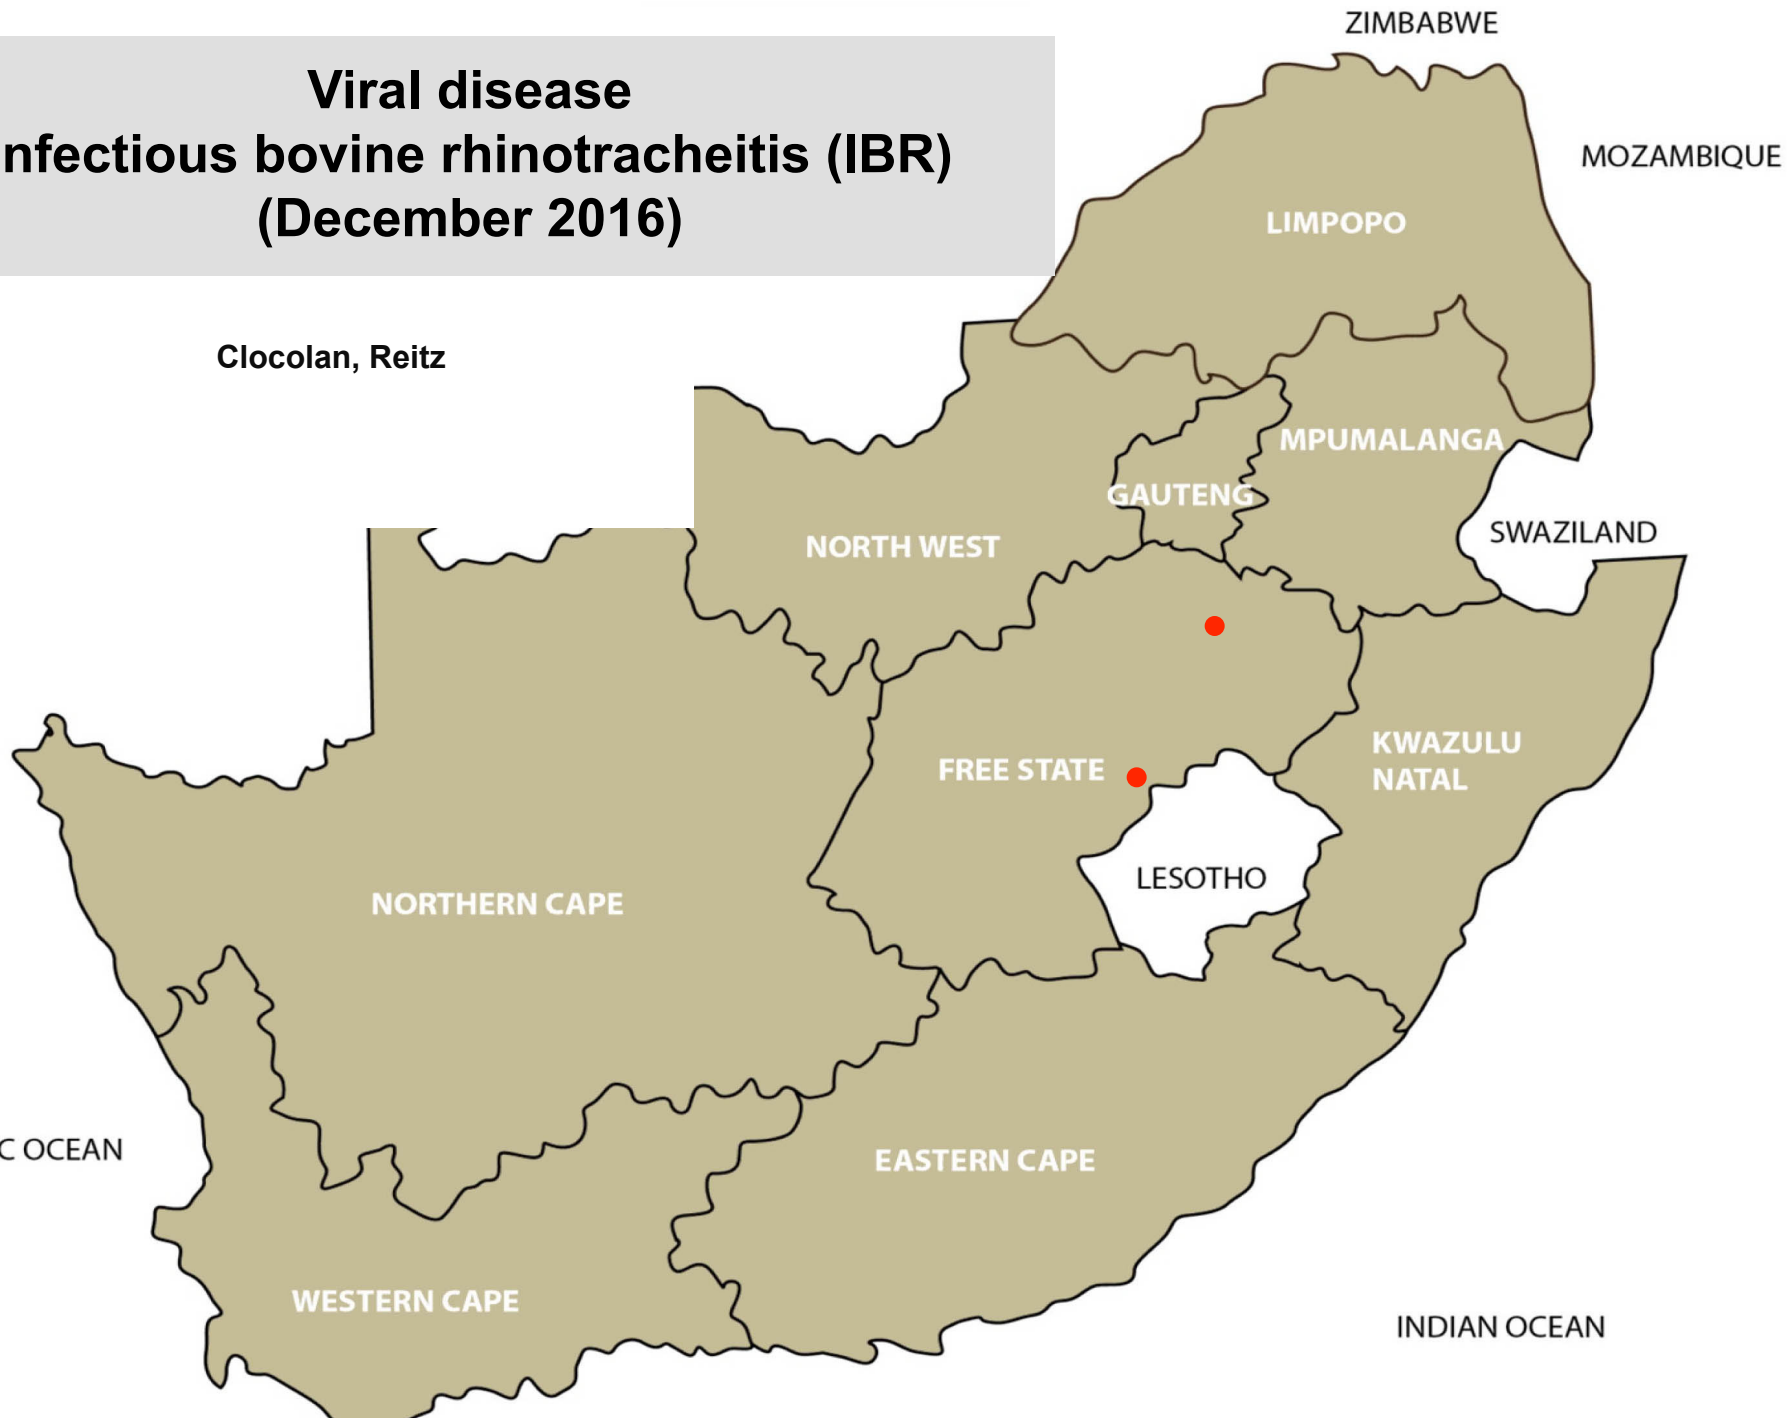 ZIMBABWE
Viral disease
nfectious bovine rhinotracheitis (IBR)
(December 2016)
MOZAMBIQUE
LIMPOPO
Clocolan, Reitz
MPUMALANGA
GAUTENG
SWAZILAND
NORTH WEST
KWAZULU
NATAL
FREE STATE
LESOTHO
NORTHERN CAPE
C OCEAN
EASTERN CAPE
WESTERN CAPE
INDIAN OCEAN